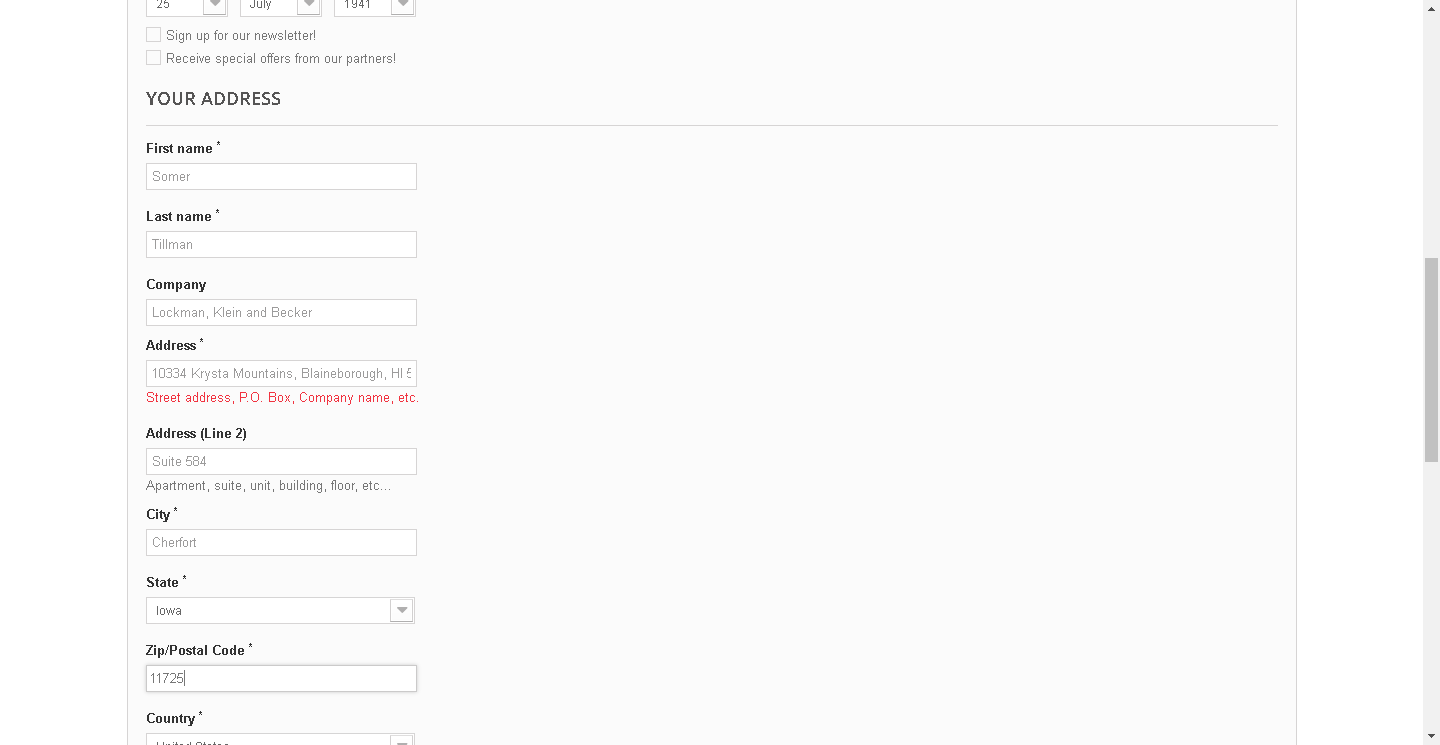 25 July 1941
Sign up for our newsletter!
Receive special offers from our partners!
YOUR ADDRESS
First name *
Somer
Last name *
Tillman
Company
Lockman, Klein and Becker
Address *
10334 Krysta Mountains, Blaineborough, HI
Street address, P.O. Box, Company name, etc.
Address (Line 2)
Suite 584
Apartment, suite, unit, building, floor, etc...
City *
Cherfort
State *
Iowa
Zip/Postal Code *
11725
Country *
United States